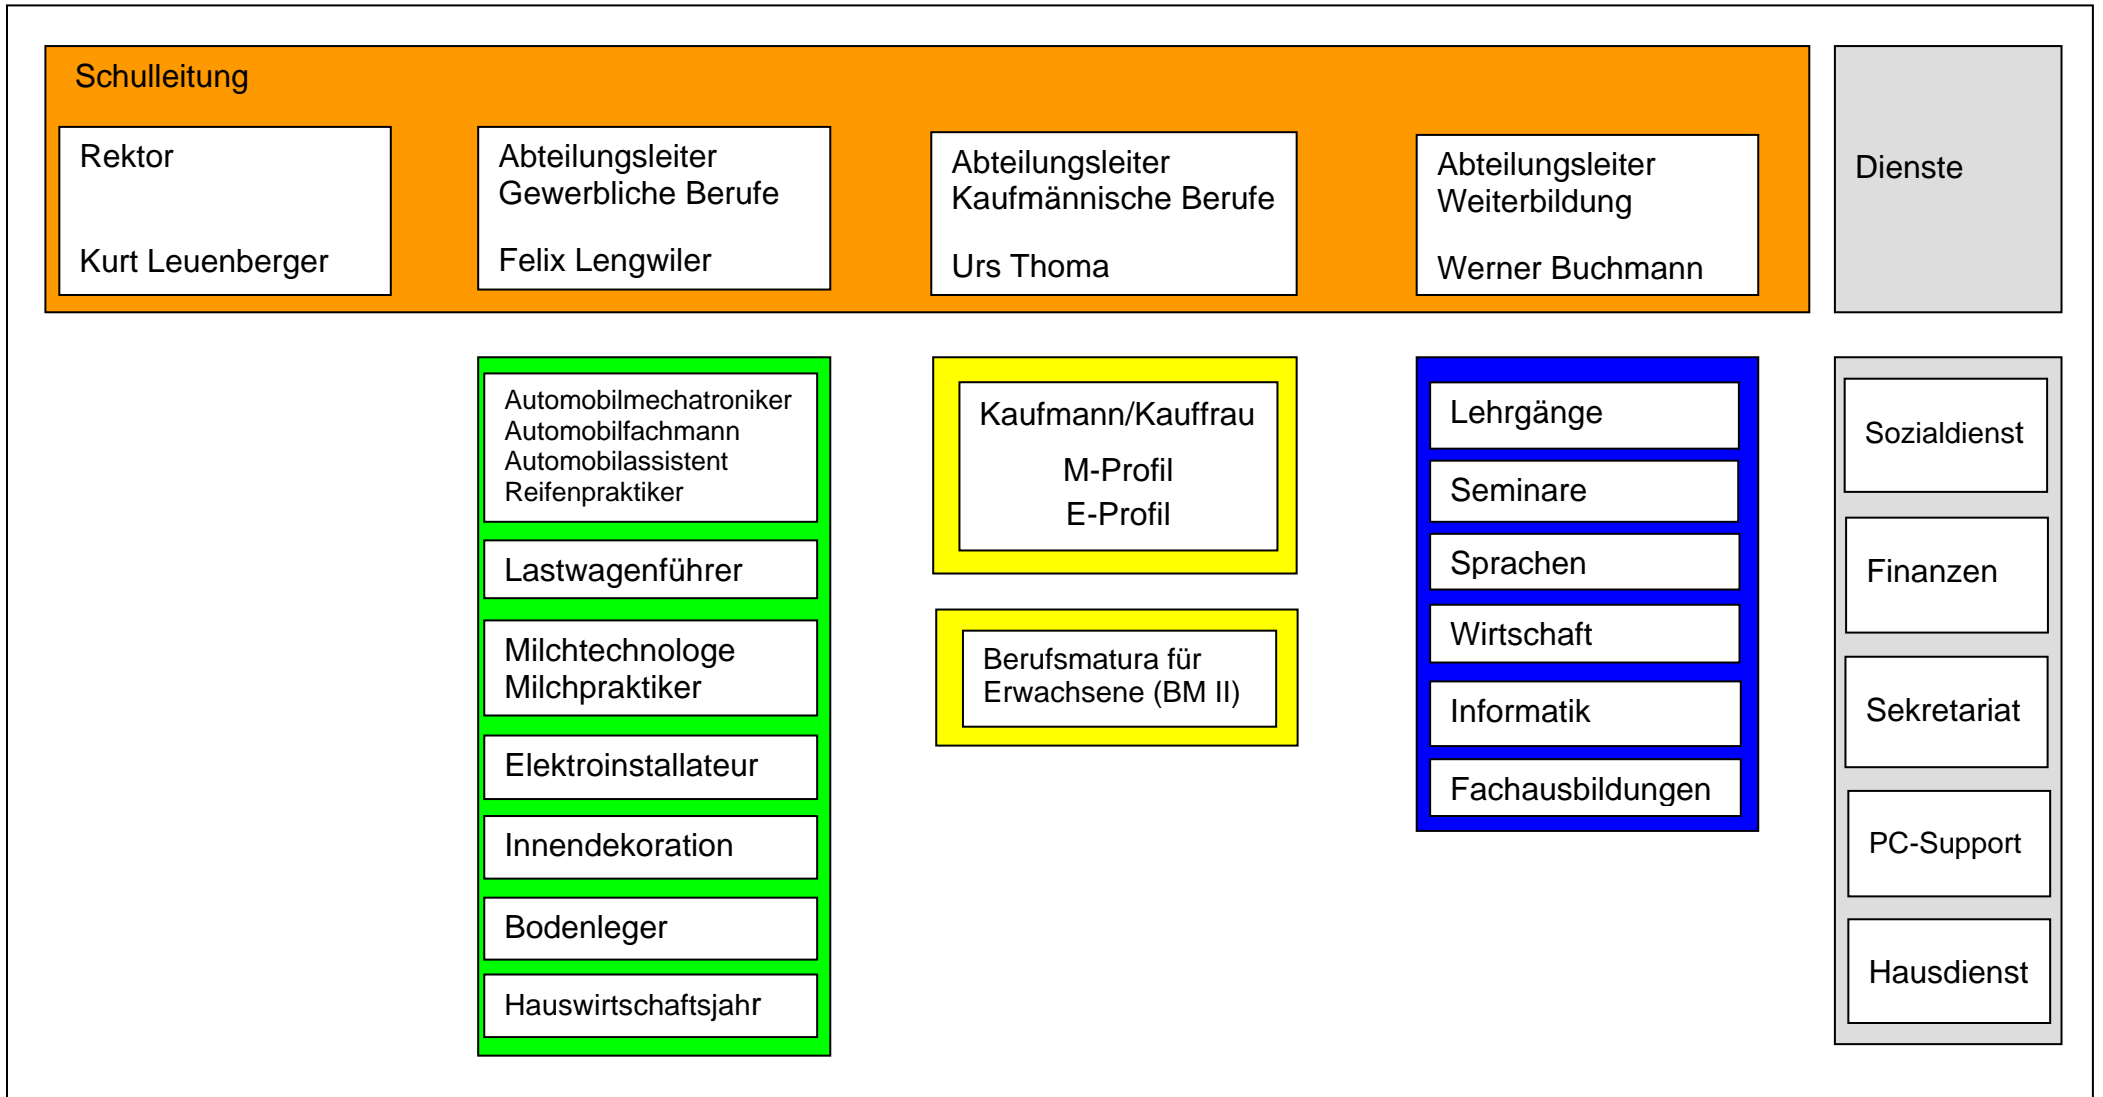 Schulleitung
Rektor
Kurt Leuenberger
Abteilungsleiter
Gewerbliche Berufe
Felix Lengwiler
Abteilungsleiter
Kaufmännische Berufe
Urs Thoma
Abteilungsleiter
Weiterbildung
Werner Buchmann
Dienste
Automobilmechatroniker
Automobilfachmann
Automobilassistent
Reifenpraktiker
Lastwagenführer
Milchtechnologe
Milchpraktiker
Elektroinstallateur
Innendekoration
Bodenleger
Hauswirtschaftsjahr
Kaufmann/Kauffrau
M-Profil
E-Profil
Berufsmatura für
Erwachsene (BM II)
Lehrgänge
Seminare
Sprachen
Wirtschaft
Informatik
Fachausbildungen
Sozialdienst
Finanzen
Sekretariat
PC-Support
Hausdienst